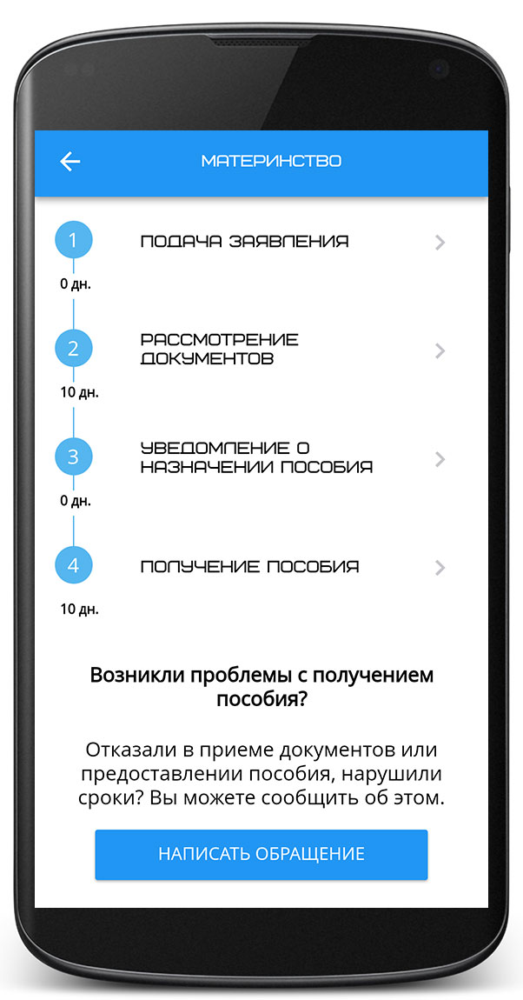 МАТЕРИНСТВО
1
ПОДАЧА ЗАЯВЛЕНИЯ
0 дн.
2
РАССМОТРЕНИЕ
ДОКУМЕНТОВ
10 дн.
3
УВЕДОМЛЕНИЕ О
НАЗНАЧЕНИИ ПОСОБИЯ
0 дн.
4
ПОЛУЧЕНИЕ ПОСОБИЯ
10 дн.
Возникли проблемы с получением
пособия?
Отказали в приеме документов или
предоставлении пособия, нарушили
сроки? Вы можете сообщить об этом.
НАПИСАТЬ ОБРАЩЕНИЕ